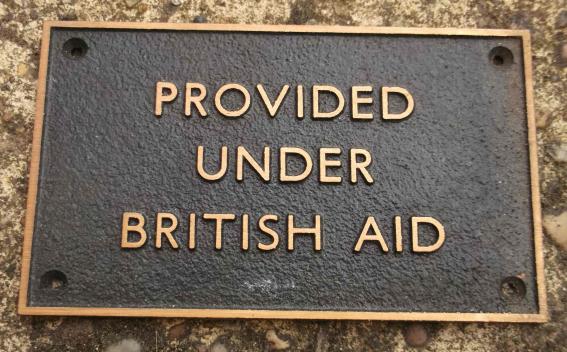 PROVIDED
UNDER
BRITISH AID